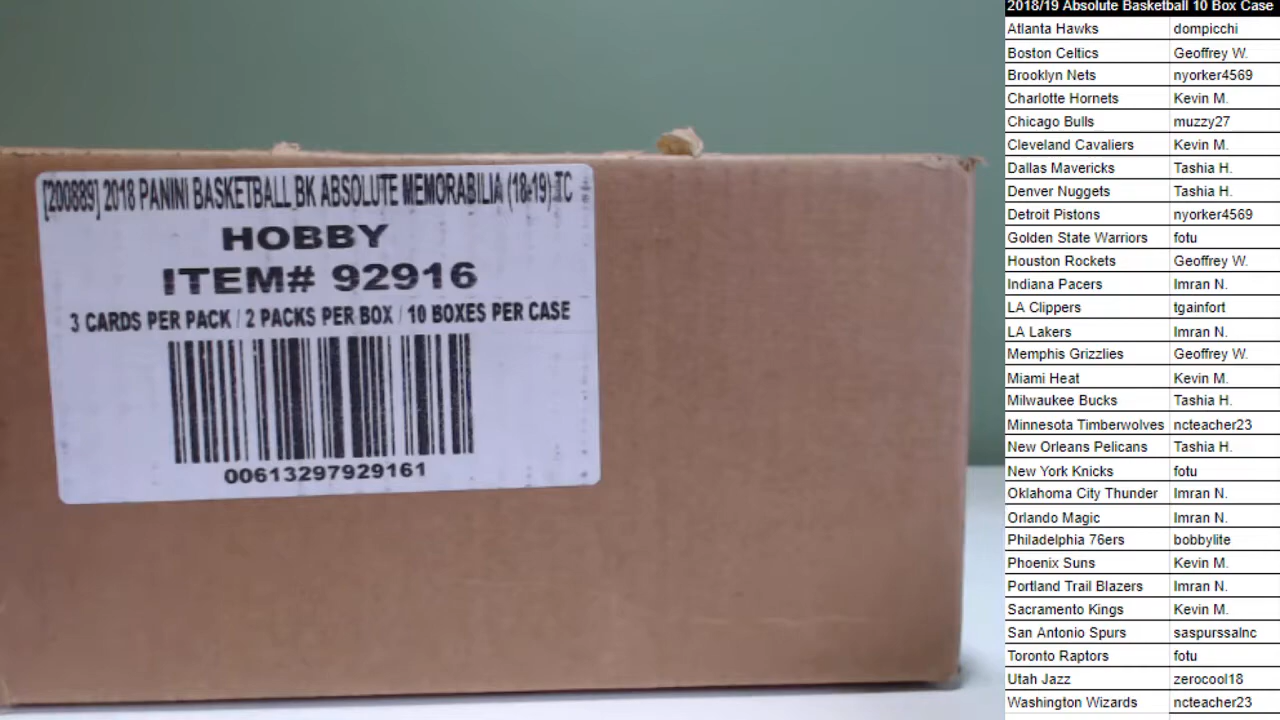 [200889] 2018 PANINI BASKETBALL BK ABSOLUTE MEMORABILIA (18-19) TC
HOBBY
ITEM# 92916
3 CARDS PER PACK / 2 PACKS PER BOX / 10 BOXES PER CASE
00613297929161
2018/19 Absolute Basketball 10 Box Case
Atlanta Hawks dompicchi
Boston Celtics Geoffrey W.
Brooklyn Nets nyorker4569
Charlotte Hornets Kevin M.
Chicago Bulls muzzy27
Cleveland Cavaliers Kevin M.
Dallas Mavericks Tashia H.
Denver Nuggets Tashia H.
Detroit Pistons nyorker4569
Golden State Warriors fotu
Houston Rockets Geoffrey W.
Indiana Pacers Imran N.
LA Clippers tgainfort
LA Lakers Imran N.
Memphis Grizzlies Geoffrey W.
Miami Heat Kevin M.
Milwaukee Bucks Tashia H.
Minnesota Timberwolves ncteacher23
New Orleans Pelicans Tashia H.
New York Knicks fotu
Oklahoma City Thunder Imran N.
Orlando Magic Imran N.
Philadelphia 76ers bobbylite
Phoenix Suns Kevin M.
Portland Trail Blazers Imran N.
Sacramento Kings Kevin M.
San Antonio Spurs saspurssalnc
Toronto Raptors fotu
Utah Jazz zerocool18
Washington Wizards ncteacher23